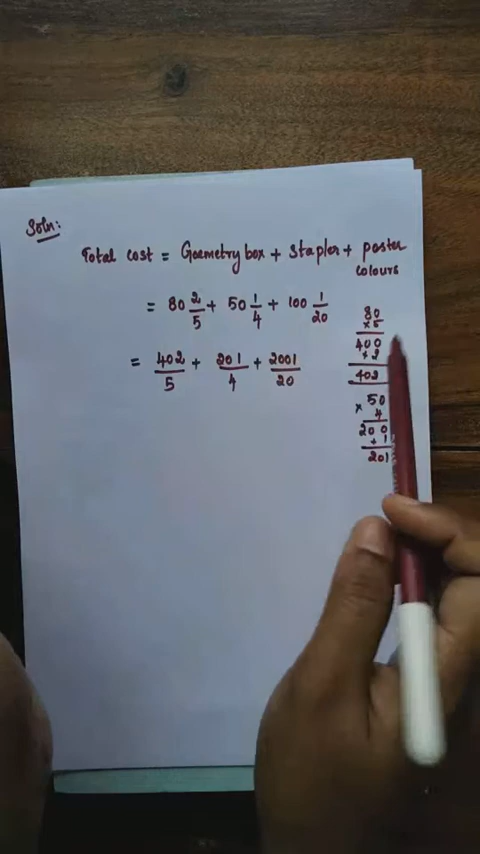 Soln:
Total cost = Geometry box + Stapler + poster
colours
= 80 2/5 + 50 1/4 + 100 1/20
= 402/5 + 201/4 + 2001/20
80
×5
400
+2
402
× 50
4
200
+1
201